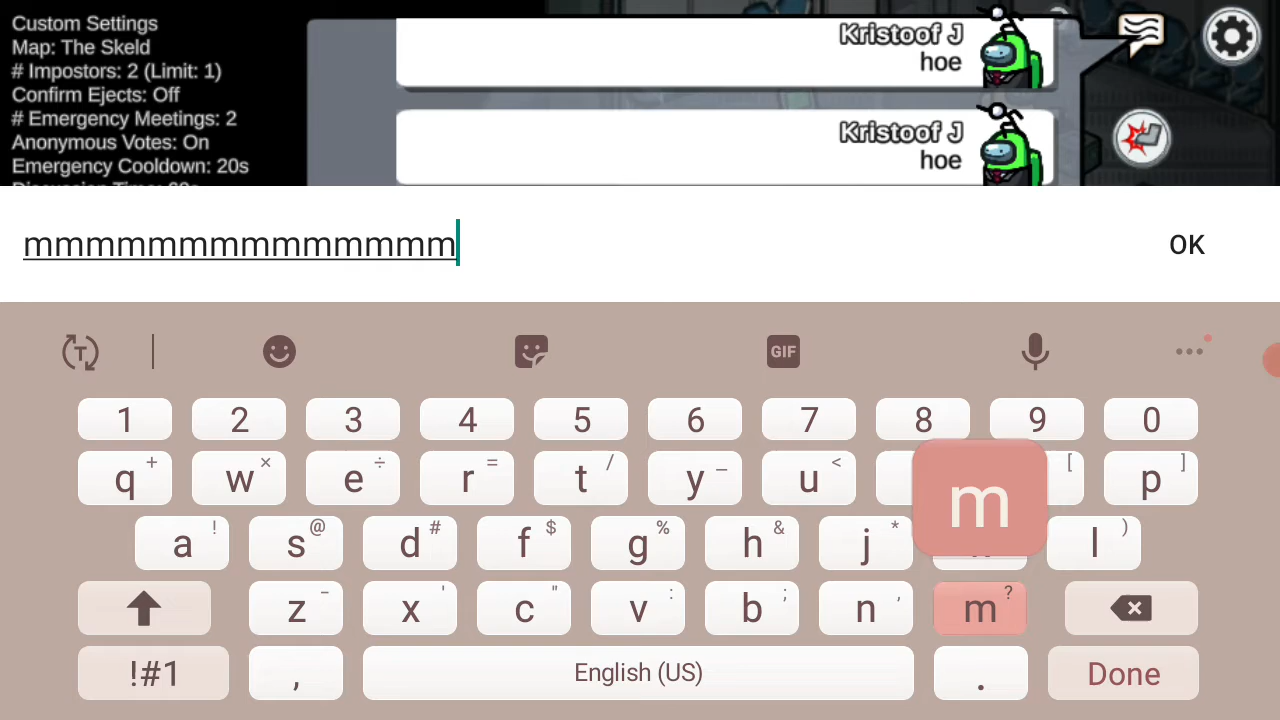 Custom Settings
Map: The Skeld
# Impostors: 2 (Limit: 1)
Confirm Ejects: Off
# Emergency Meetings: 2
Anonymous Votes: On
Emergency Cooldown: 20s
Kristoof J
hoe
Kristoof J
hoe
mmmmmmmmmmmmmm
OK
T
GIF
1 2 3 4 5 6 7 8 9 0
q + w × e ÷ r = t / y _ u < [ p ]
m
a ! s @ d # f $ g % h & j * l )
z - x ' c " v : b ; n , m ?
!#1 , English (US) . Done